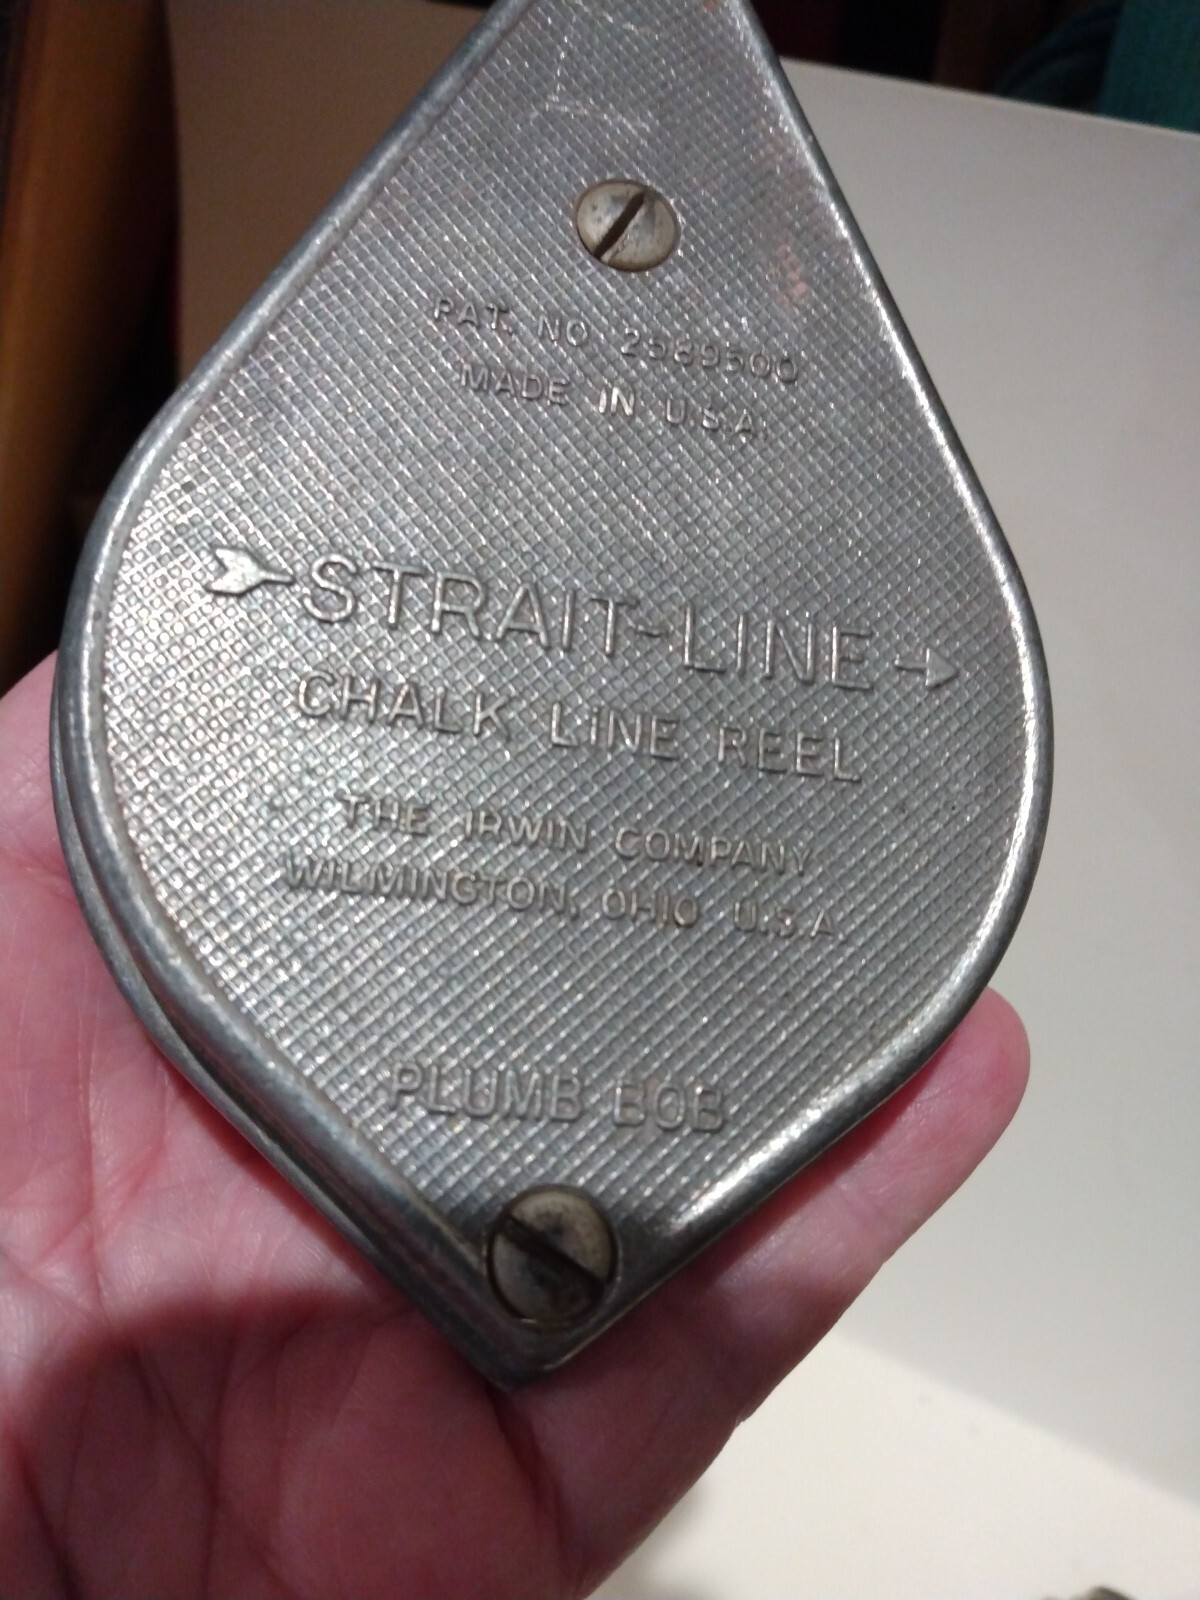 PAT. NO. 2589500
MADE IN U.S.A.
STRAIT-LINE
CHALK LINE REEL
THE IRWIN COMPANY
WILMINGTON, OHIO U.S.A.
PLUMB BOB